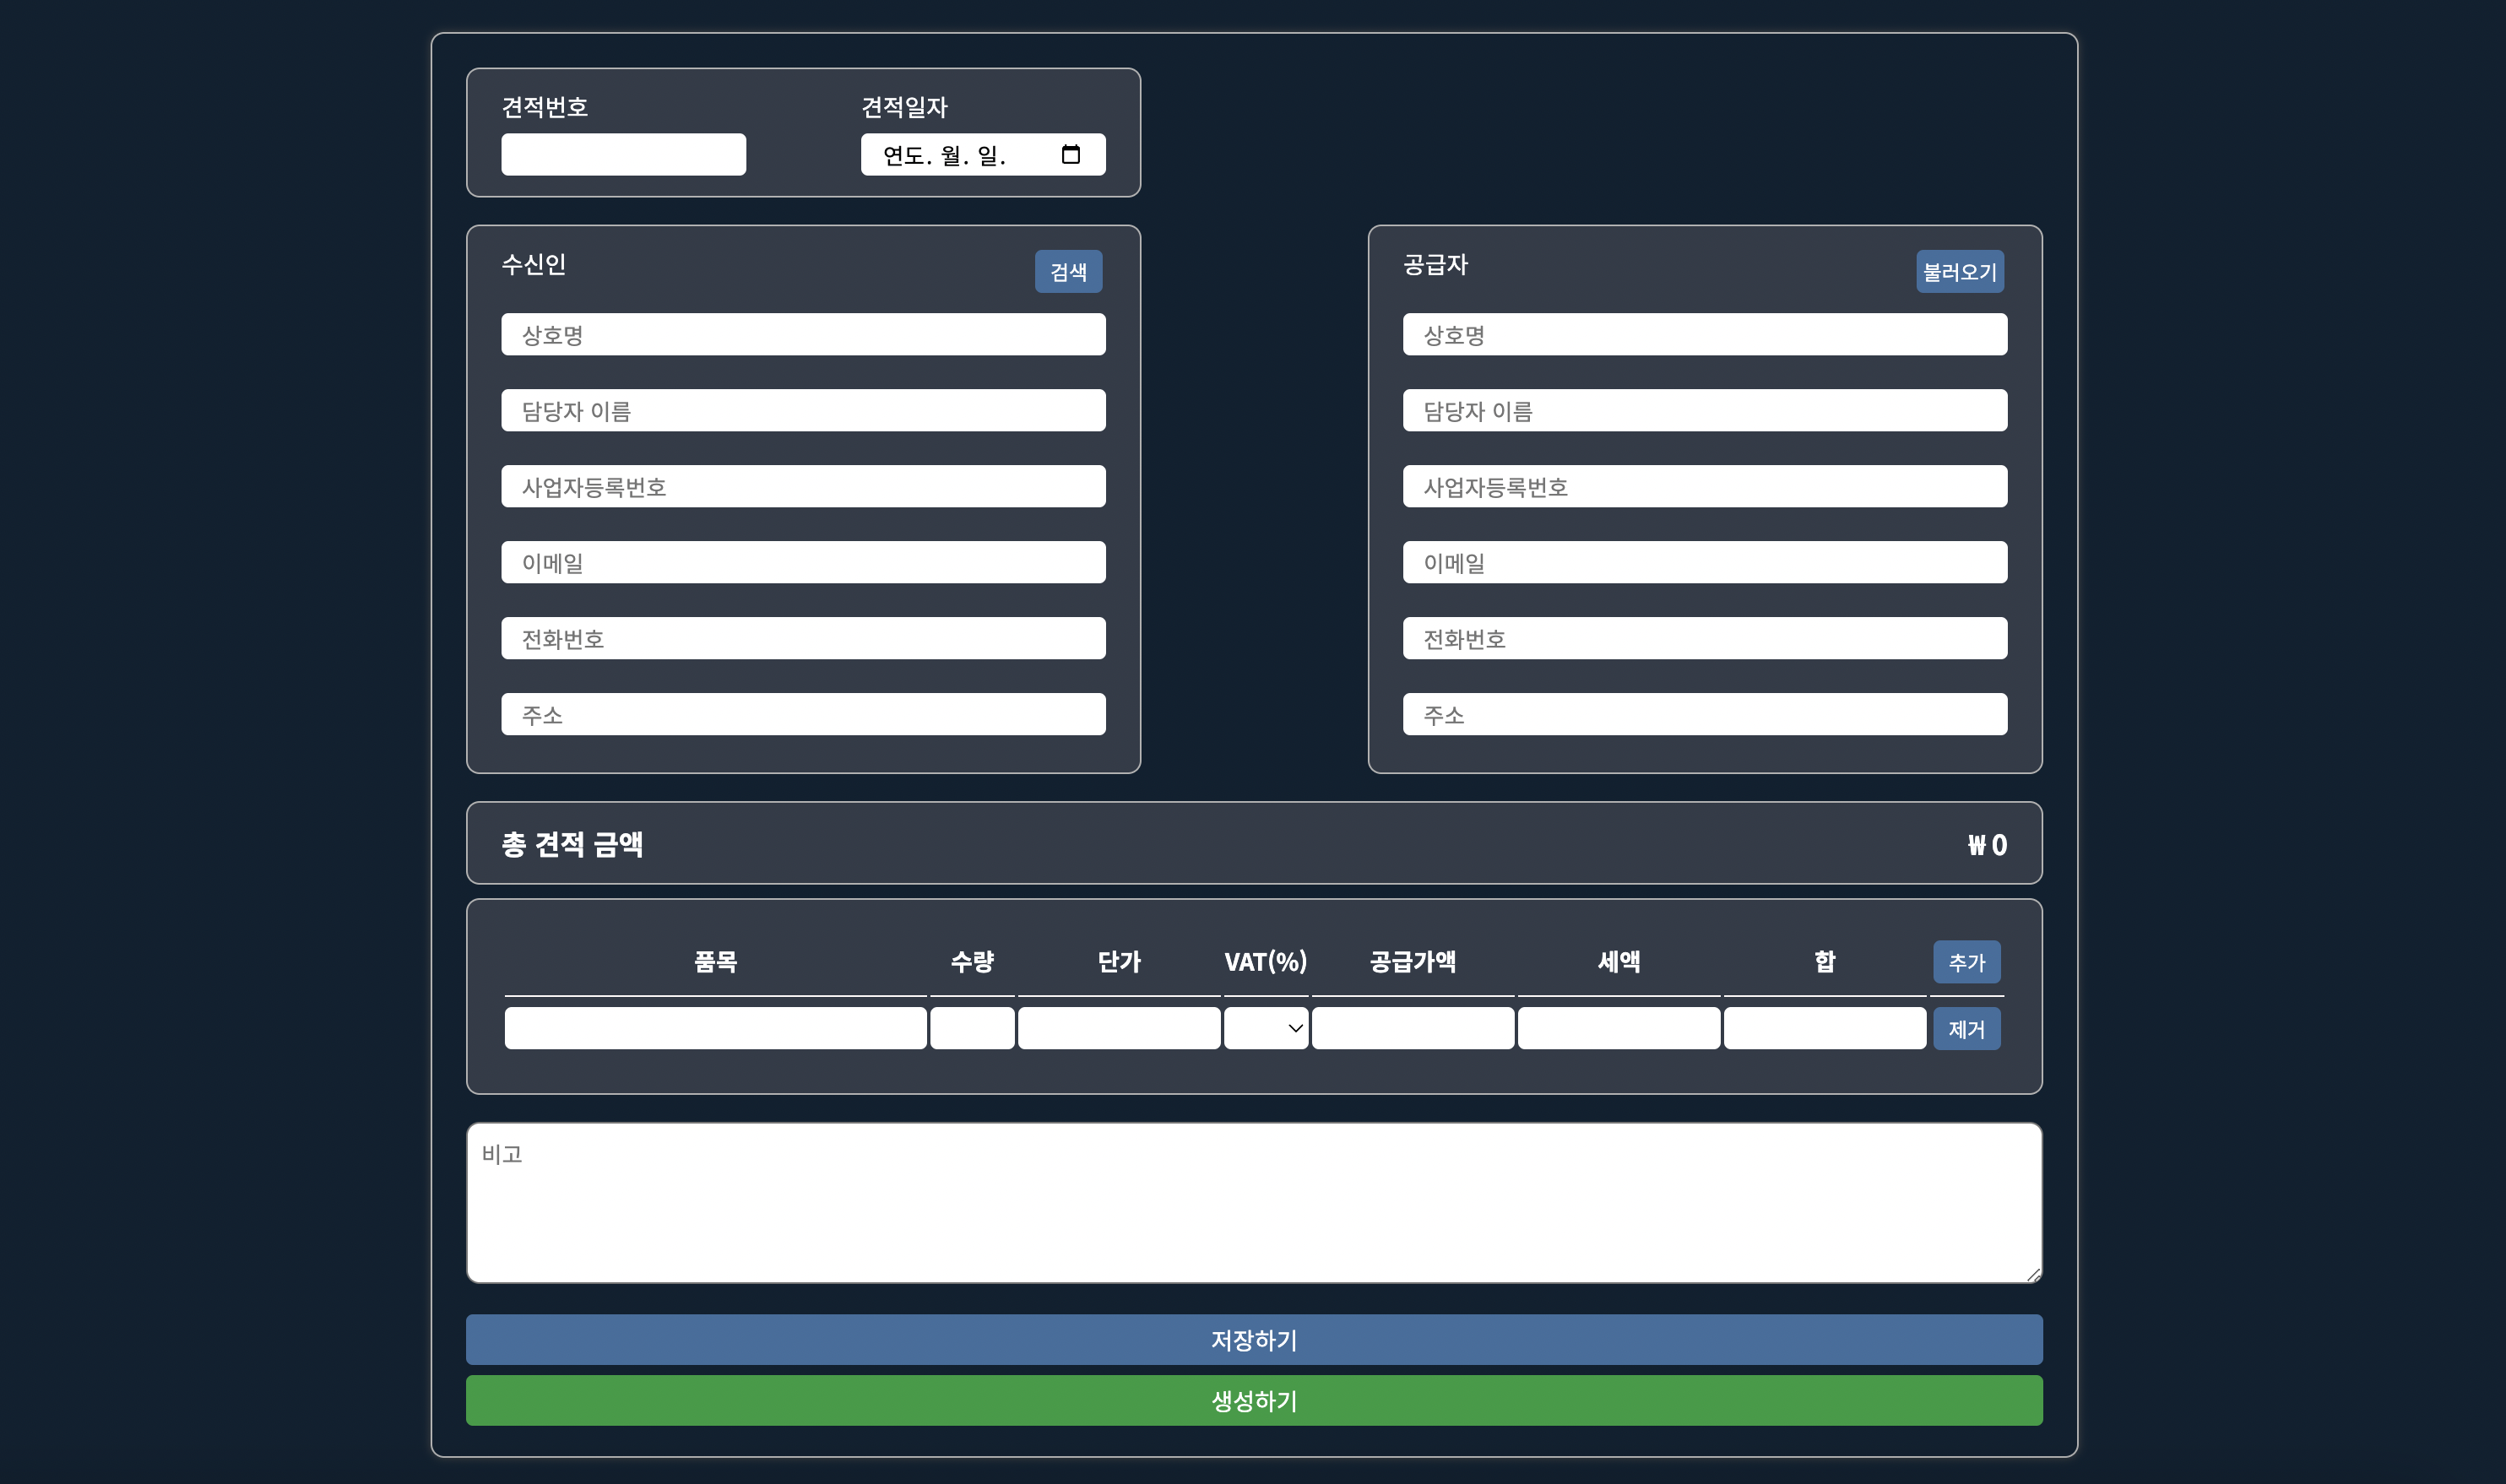 견적번호 견적일자
연도. 월. 일.
수신인 검색
상호명
담당자 이름
사업자등록번호
이메일
전화번호
주소
공급자 불러오기
상호명
담당자 이름
사업자등록번호
이메일
전화번호
주소
총 견적 금액 ₩ 0
품목 수량 단가 VAT(%) 공급가액 세액 합 추가
제거
비고
저장하기
생성하기